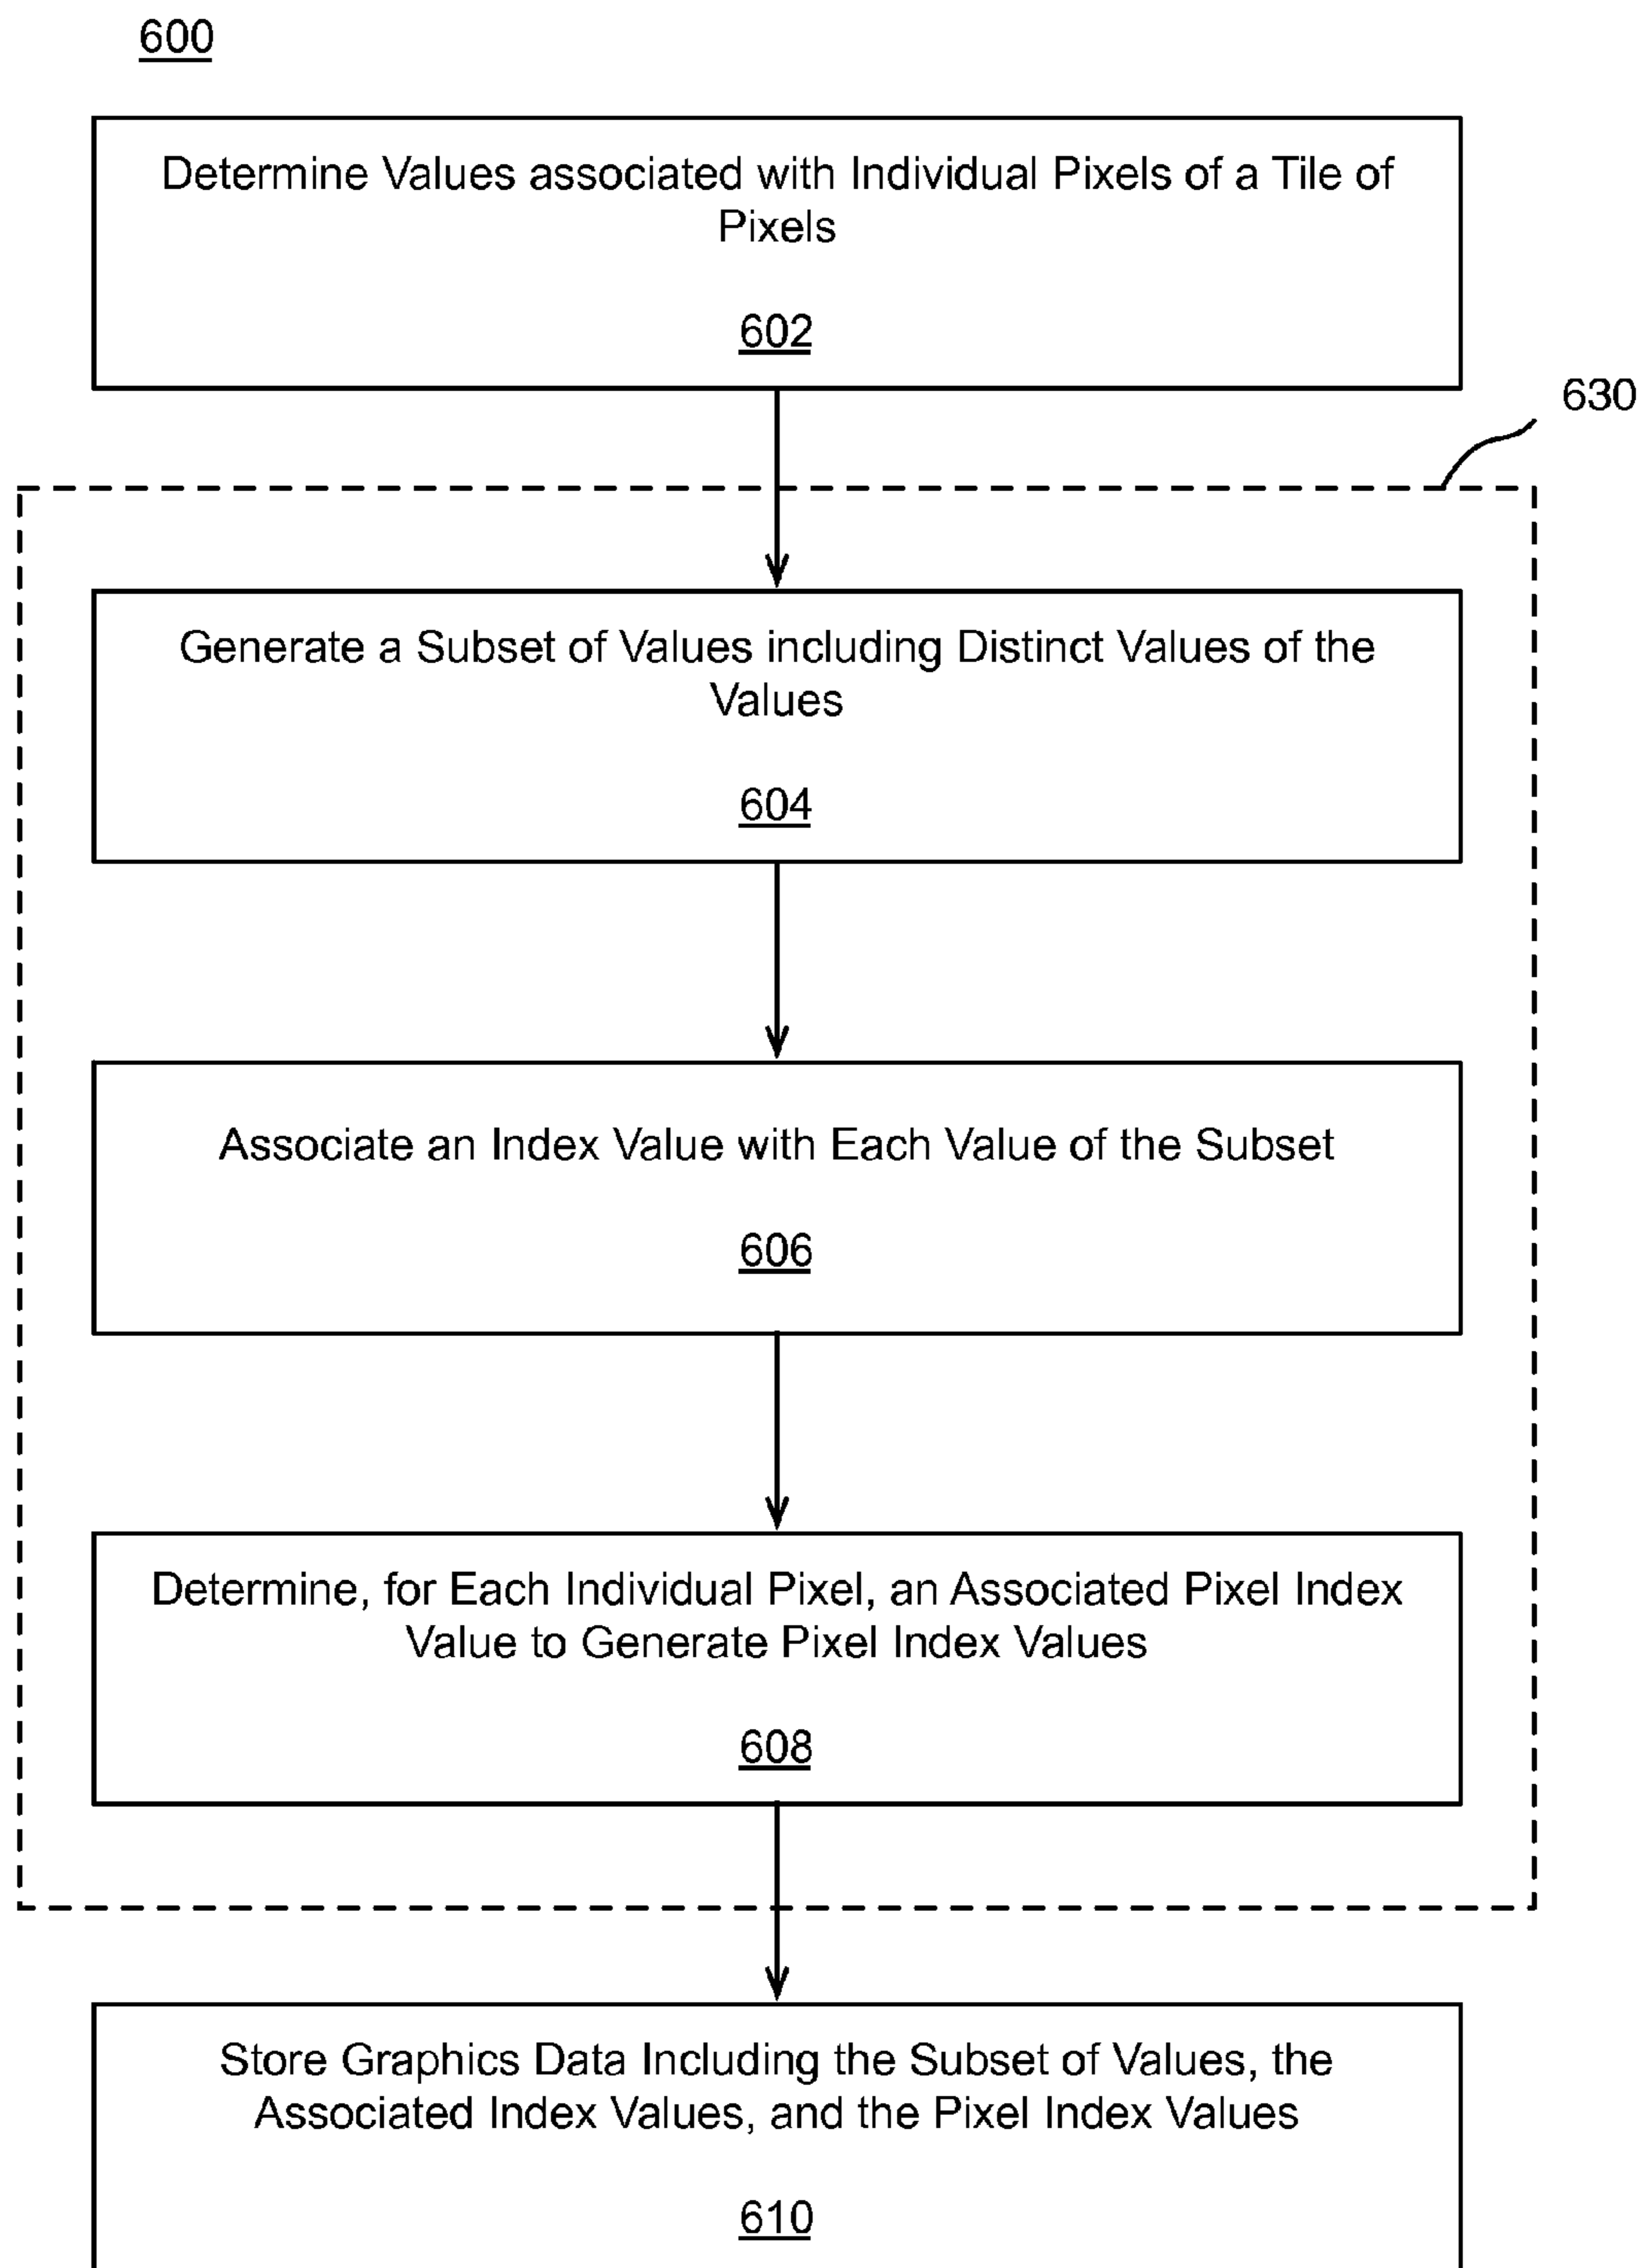 600
Determine Values associated with Individual Pixels of a Tile of
Pixels
602
630
Generate a Subset of Values including Distinct Values of the
Values
604
Associate an Index Value with Each Value of the Subset
606
Determine, for Each Individual Pixel, an Associated Pixel Index
Value to Generate Pixel Index Values
608
Store Graphics Data Including the Subset of Values, the
Associated Index Values, and the Pixel Index Values
610